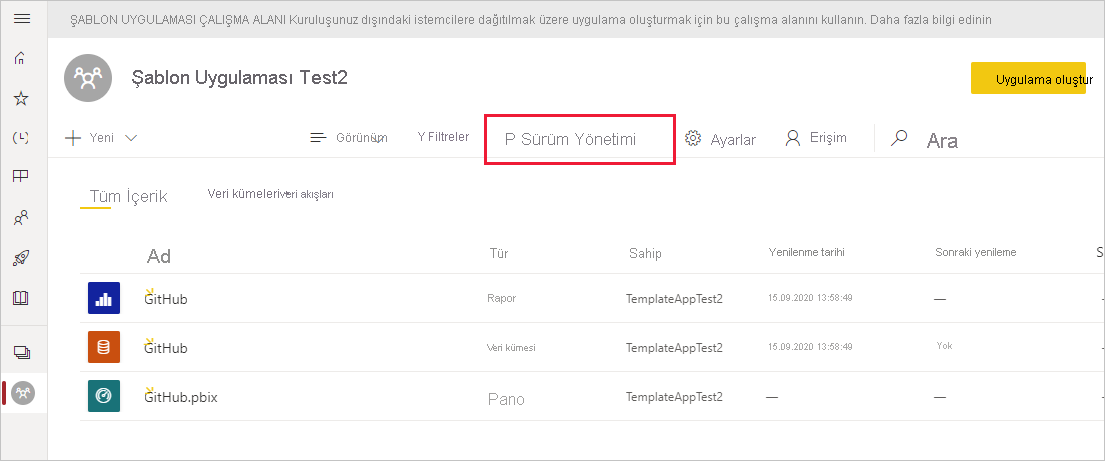 ŞABLON UYGULAMASI ÇALIŞMA ALANI Kuruluşunuz dışındaki istemcilere dağıtılmak üzere uygulama oluşturmak için bu çalışma alanını kullanın. Daha fazla bilgi edinin
Şablon Uygulaması Test2
Uygulama oluştur
Yeni Görünüm Y Filtreler P Sürüm Yönetimi Ayarlar Erişim Ara
Tüm İçerik Veri kümeleri veri akışları
Ad Tür Sahip Yenilenme tarihi Sonraki yenileme S
GitHub Rapor TemplateAppTest2 15.09.2020 13:58:49 —
GitHub Veri kümesi TemplateAppTest2 15.09.2020 13:58:49 Yok
GitHub.pbix Pano TemplateAppTest2 — —